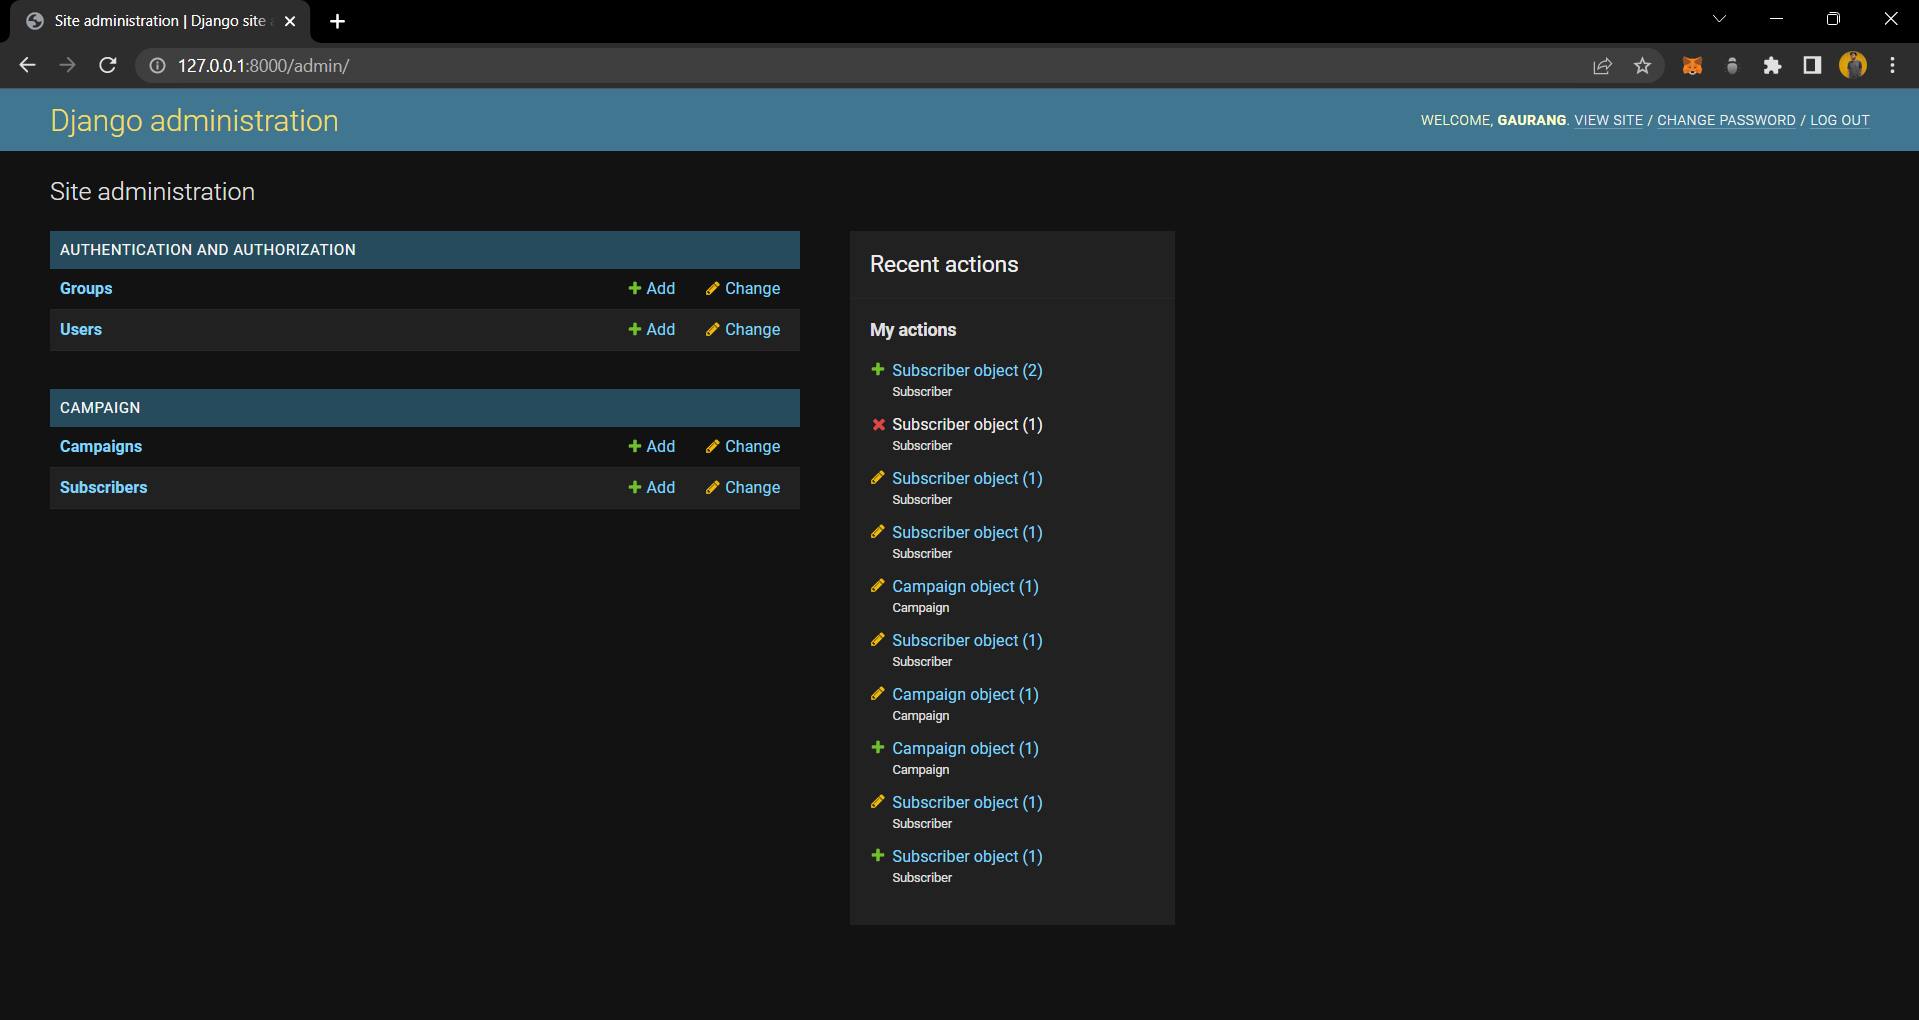 Site administration | Django site
127.0.0.1:8000/admin/
Django administration
WELCOME, GAURANG. VIEW SITE / CHANGE PASSWORD / LOG OUT
Site administration
AUTHENTICATION AND AUTHORIZATION
Groups Add Change
Users Add Change
CAMPAIGN
Campaigns Add Change
Subscribers Add Change
Recent actions
My actions
Subscriber object (2)
Subscriber
Subscriber object (1)
Subscriber
Subscriber object (1)
Subscriber
Subscriber object (1)
Subscriber
Campaign object (1)
Campaign
Subscriber object (1)
Subscriber
Campaign object (1)
Campaign
Campaign object (1)
Campaign
Subscriber object (1)
Subscriber
Subscriber object (1)
Subscriber